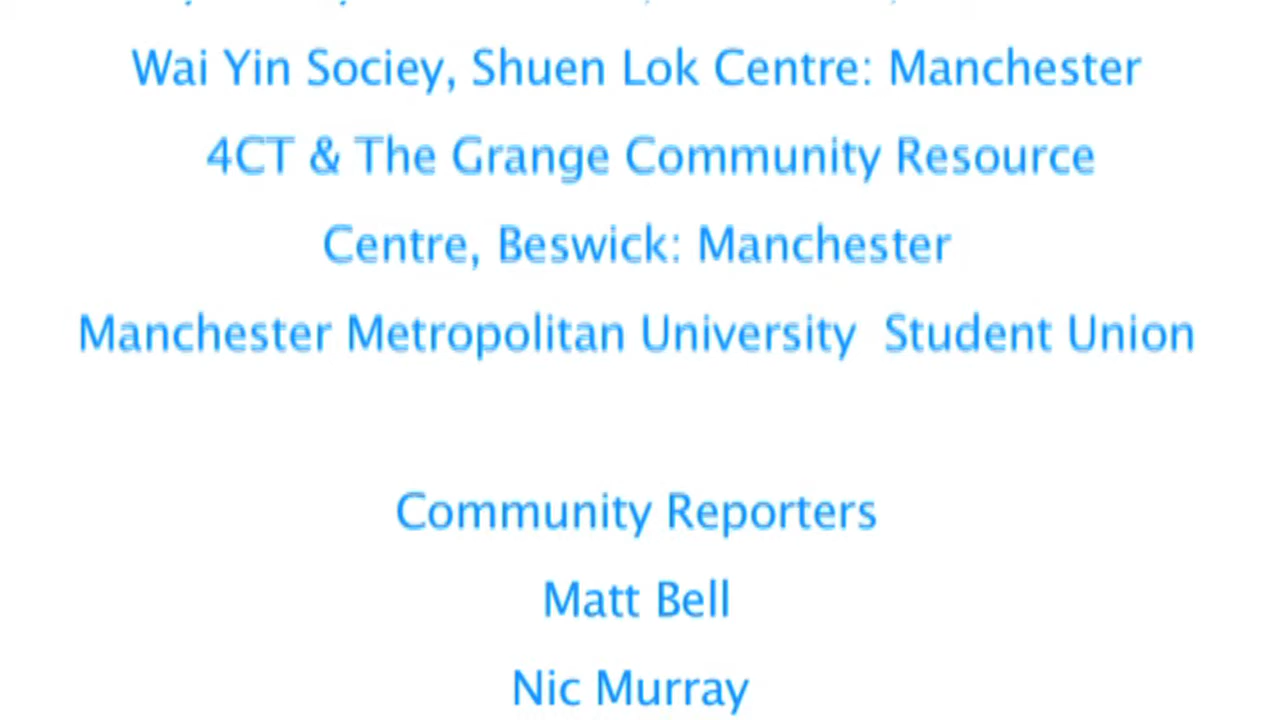 Wai Yin Sociey, Shuen Lok Centre: Manchester
4CT & The Grange Community Resource
Centre, Beswick: Manchester
Manchester Metropolitan University  Student Union
Community Reporters
Matt Bell
Nic Murray